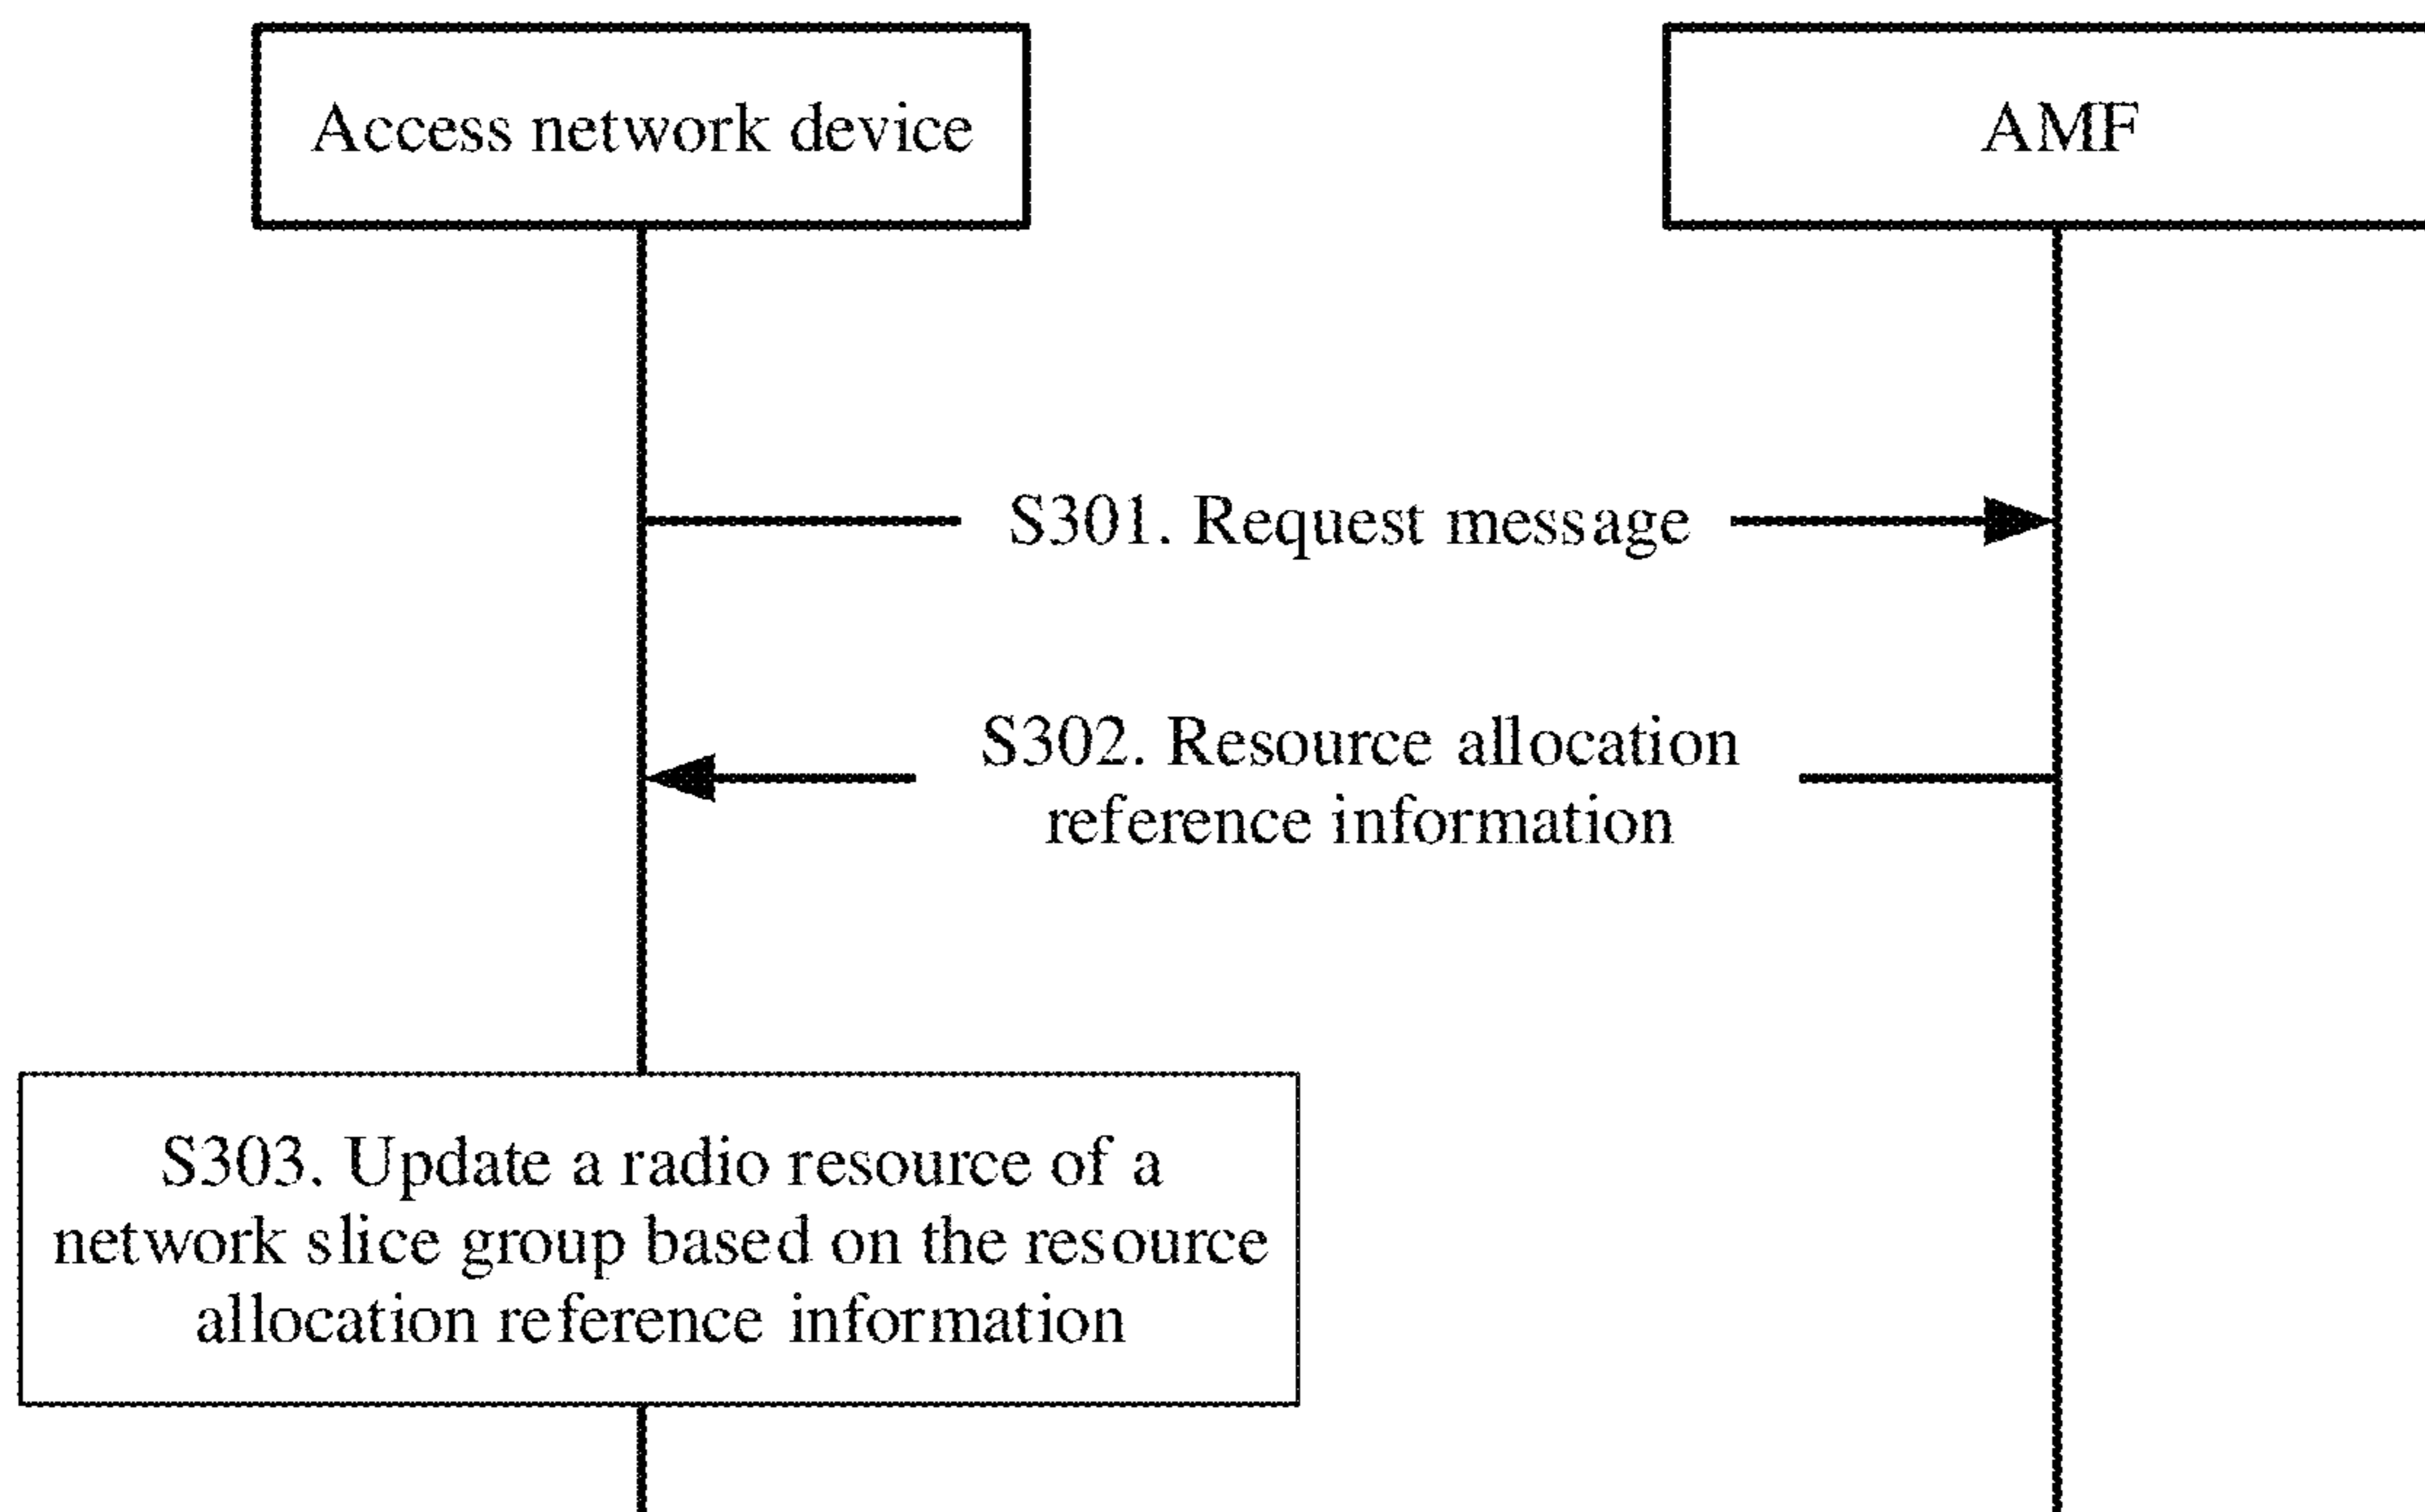 Access network device
AMF
S301. Request message
S302. Resource allocation
reference information
S303. Update a radio resource of a
network slice group based on the resource
allocation reference information